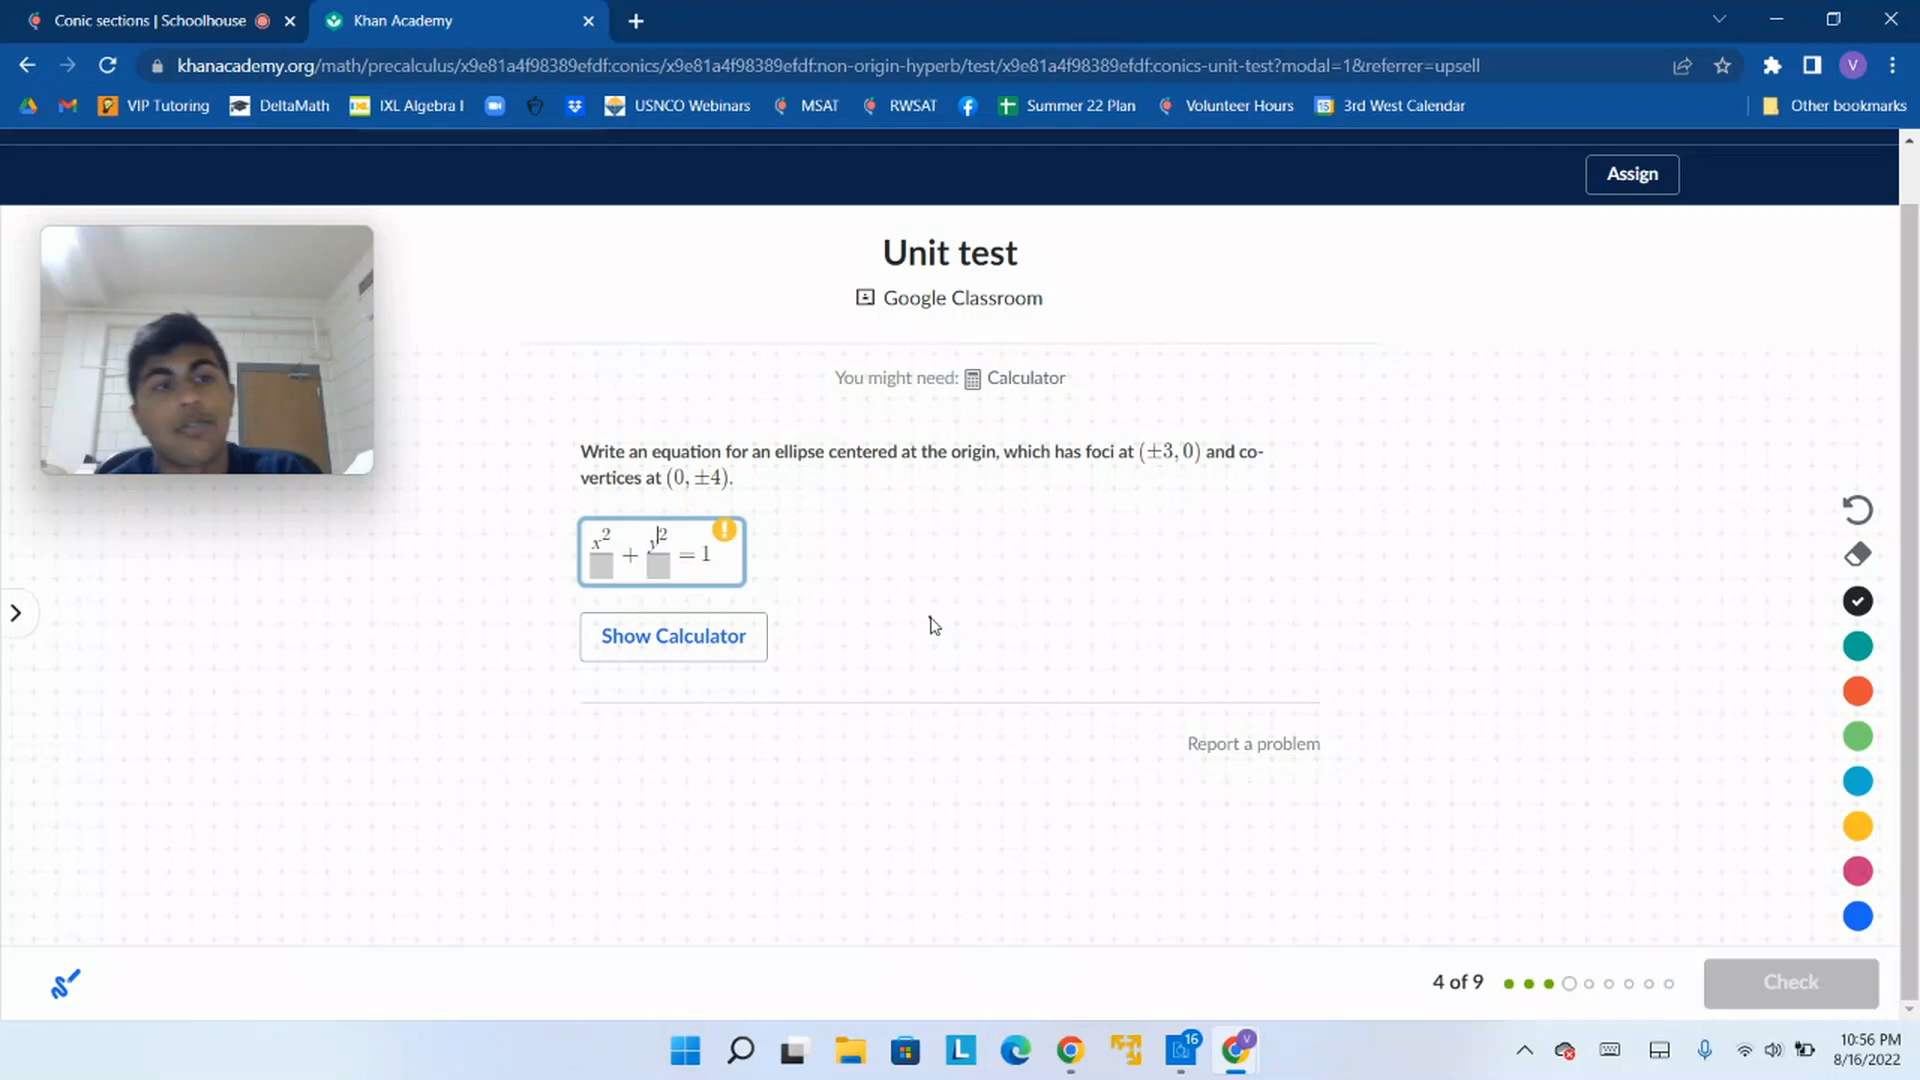 Conic sections | Schoolhouse
Khan Academy
khanacademy.org/math/precalculus/x9e81a4f98389efdf:conics/x9e81a4f98389efdf:non-origin-hyperb/test/x9e81a4f98389efdf:conics-unit-test?modal=1&referrer=upsell
V
VIP Tutoring
DeltaMath
IXL Algebra I
USNCO Webinars
MSAT
RWSAT
Summer 22 Plan
Volunteer Hours
15
3rd West Calendar
Other bookmarks
Assign
Unit test
Google Classroom
You might need: Calculator
Write an equation for an ellipse centered at the origin, which has foci at (±3, 0) and co-
vertices at (0, ±4).
x² + y² = 1
Show Calculator
Report a problem
4 of 9
Check
L
16
V
10:56 PM
8/16/2022